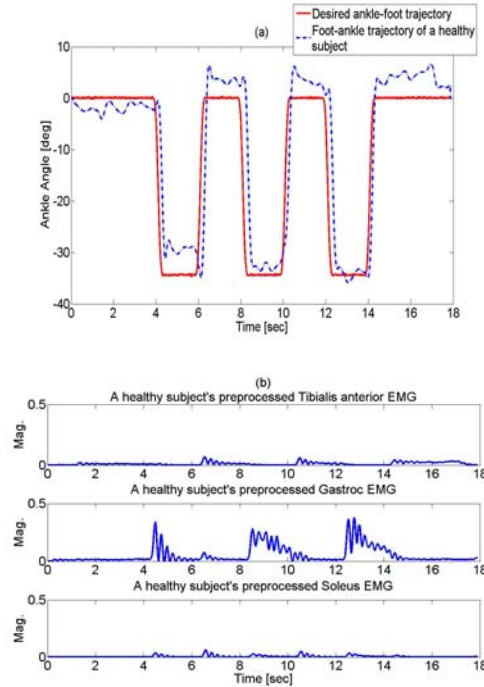 Desired ankle-foot trajectory
Foot-ankle trajectory of a healthy
subject
(a)
Ankle Angle [deg]
10
0
-10
-20
-30
-40
0 2 4 6 8 10 12 14 16 18
Time [sec]
(b)
A healthy subject's preprocessed Tibialis anterior EMG
Mag.
0.5
0
0 2 4 6 8 10 12 14 16 18
A healthy subject's preprocessed Gastroc EMG
Mag.
0.5
0
0 2 4 6 8 10 12 14 16 18
A healthy subject's preprocessed Soleus EMG
Mag.
0.5
0
0 2 4 6 8 10 12 14 16 18
Time [sec]